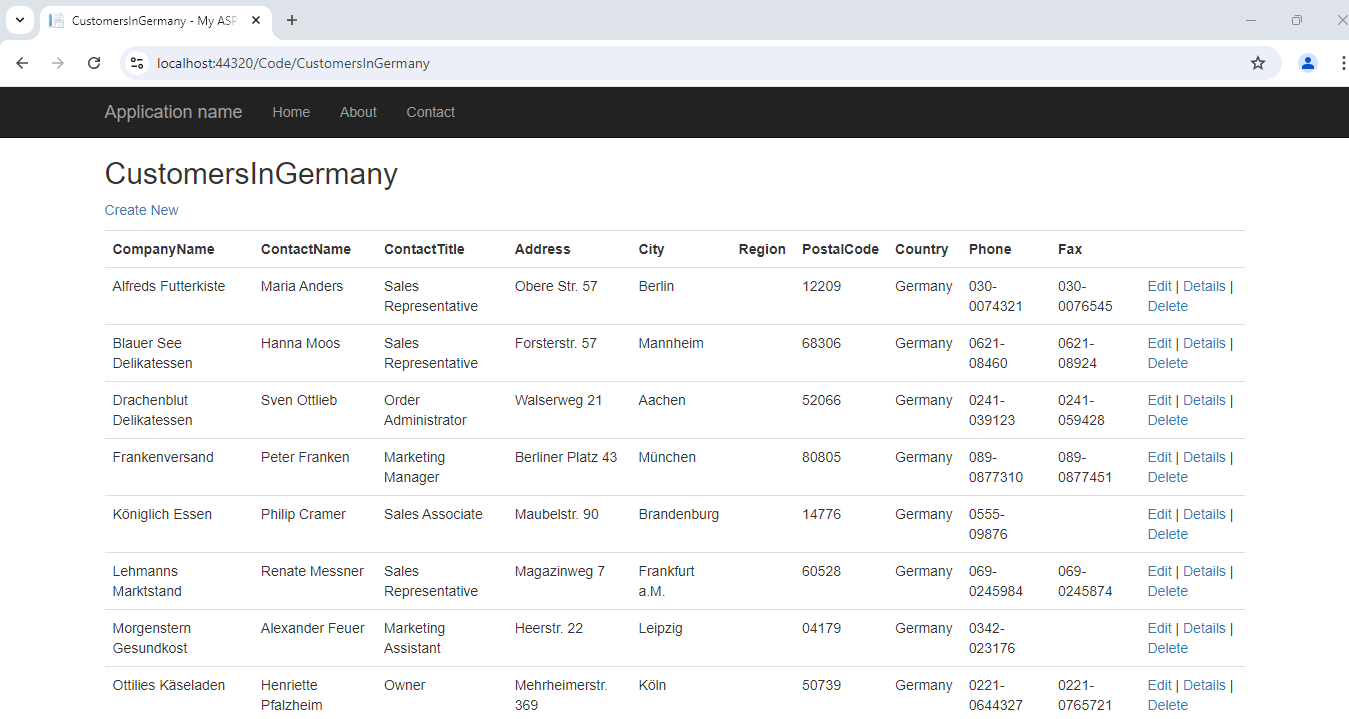 CustomersInGermany - My ASP
localhost:44320/Code/CustomersInGermany
Application name Home About Contact
CustomersInGermany
Create New
CompanyName ContactName ContactTitle Address City Region PostalCode Country Phone Fax
Alfreds Futterkiste Maria Anders Sales Obere Str. 57 Berlin 12209 Germany 030- 030- Edit | Details |
Representative 0074321 0076545 Delete
Blauer See Hanna Moos Sales Forsterstr. 57 Mannheim 68306 Germany 0621- 0621- Edit | Details |
Delikatessen Representative 08460 08924 Delete
Drachenblut Sven Ottlieb Order Walserweg 21 Aachen 52066 Germany 0241- 0241- Edit | Details |
Delikatessen Administrator 039123 059428 Delete
Frankenversand Peter Franken Marketing Berliner Platz 43 München 80805 Germany 089- 089- Edit | Details |
Manager 0877310 0877451 Delete
Königlich Essen Philip Cramer Sales Associate Maubelstr. 90 Brandenburg 14776 Germany 0555- Edit | Details |
09876 Delete
Lehmanns Renate Messner Sales Magazinweg 7 Frankfurt 60528 Germany 069- 069- Edit | Details |
Marktstand Representative a.M. 0245984 0245874 Delete
Morgenstern Alexander Feuer Marketing Heerstr. 22 Leipzig 04179 Germany 0342- Edit | Details |
Gesundkost Assistant 023176 Delete
Ottilies Käseladen Henriette Owner Mehrheimerstr. Köln 50739 Germany 0221- 0221- Edit | Details |
Pfalzheim 369 0644327 0765721 Delete